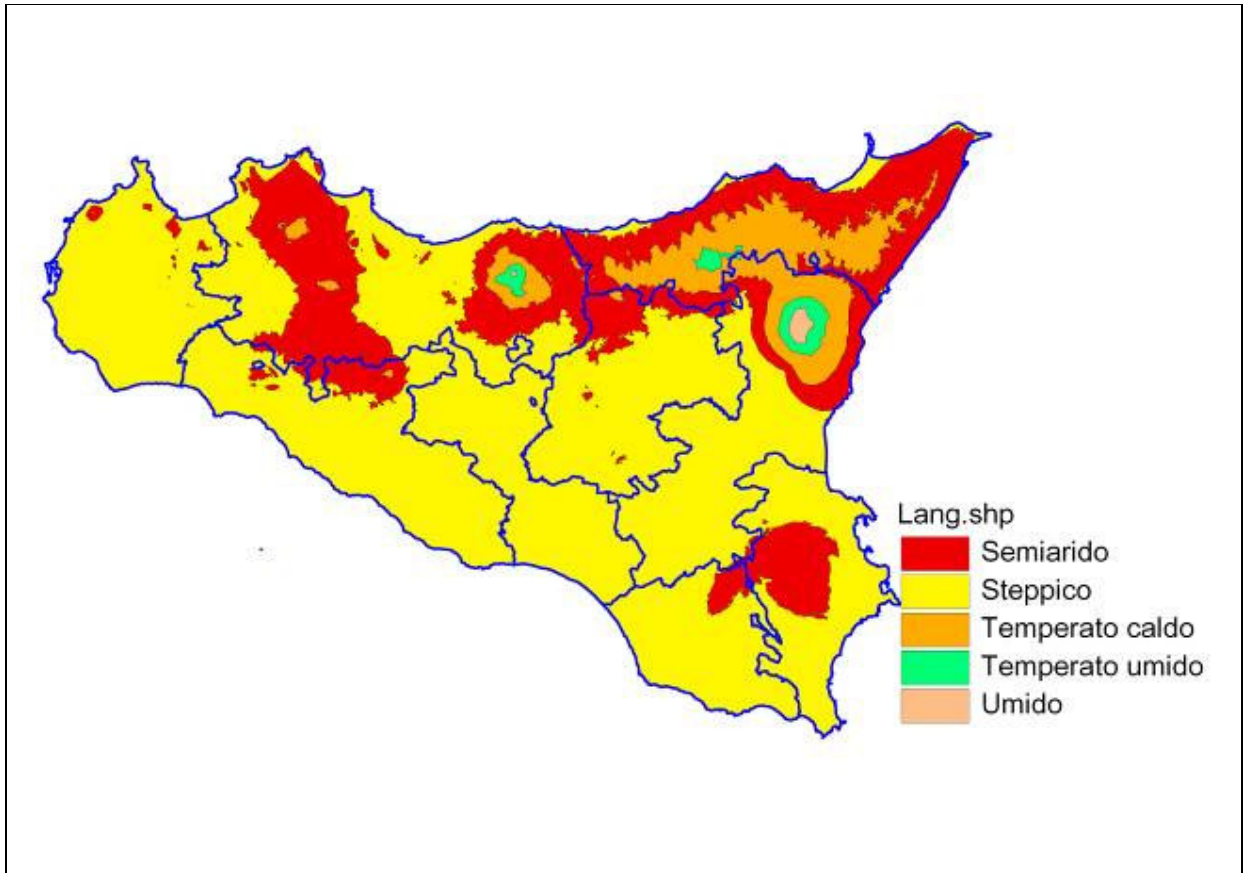 Lang.shp
Semiarido
Steppico
Temperato caldo
Temperato umido
Umido